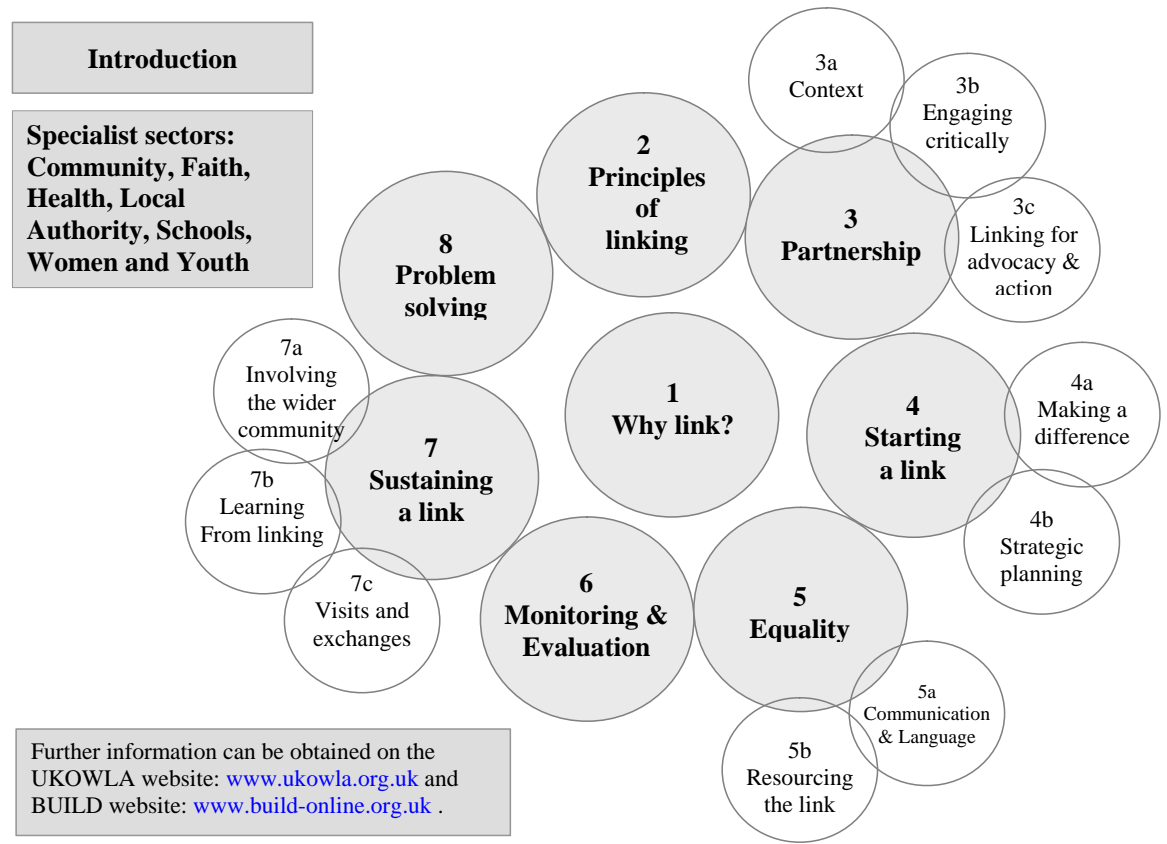 Introduction
Specialist sectors:
Community, Faith,
Health, Local
Authority, Schools,
Women and Youth
1
Why link?
2
Principles
of
linking
3
Partnership
3a
Context
3b
Engaging
critically
3c
Linking for
advocacy &
action
4
Starting
a link
4a
Making a
difference
4b
Strategic
planning
5
Equality
5a
Communication
& Language
5b
Resourcing
the link
6
Monitoring &
Evaluation
7
Sustaining
a link
7a
Involving
the wider
community
7b
Learning
From linking
7c
Visits and
exchanges
8
Problem
solving
Further information can be obtained on the
UKOWLA website: www.ukowla.org.uk and
BUILD website: www.build-online.org.uk .